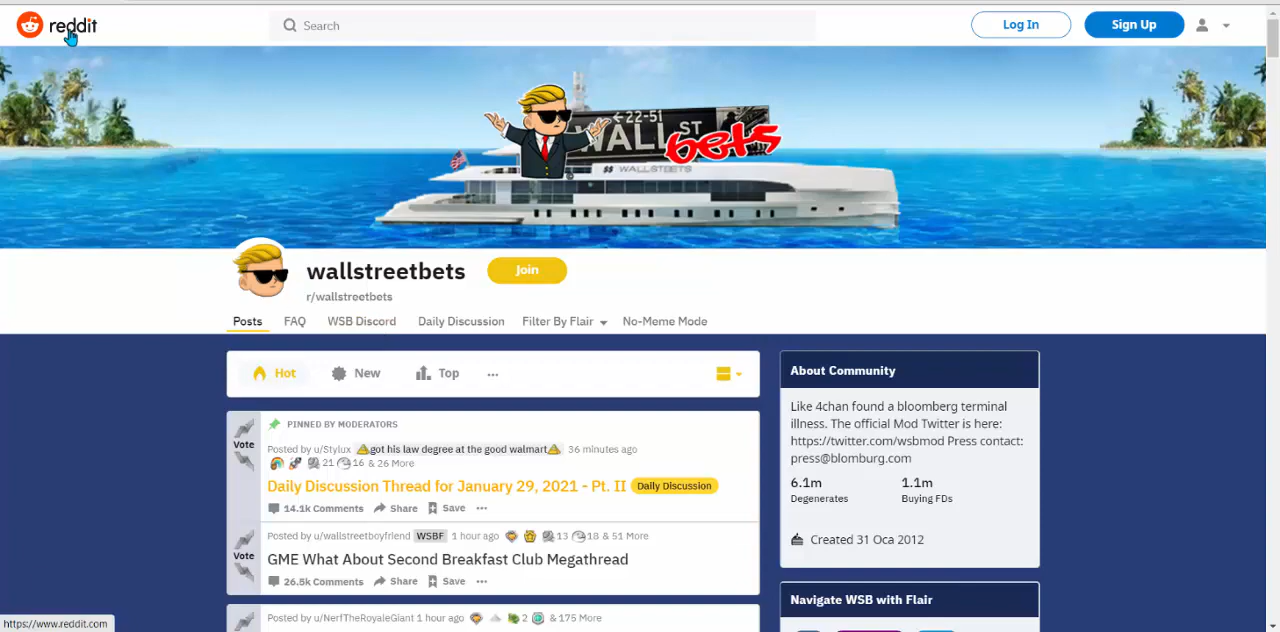 reddit
Search
Log In
Sign Up
←22-51
WALL ST
bets
WALLSTEETS
wallstreetbets
Join
r/wallstreetbets
Posts FAQ WSB Discord Daily Discussion Filter By Flair No-Meme Mode
Hot New Top ...
About Community
Like 4chan found a bloomberg terminal
illness. The official Mod Twitter is here:
https://twitter.com/wsbmod Press contact:
press@blomburg.com
6.1m 1.1m
Degenerates Buying FDs
Created 31 Oca 2012
Navigate WSB with Flair
PINNED BY MODERATORS
Vote
Posted by u/Stylux got his law degree at the good walmart 36 minutes ago
21 16 & 26 More
Daily Discussion Thread for January 29, 2021 - Pt. II Daily Discussion
14.1k Comments Share Save ...
Posted by u/wallstreetboyfriend WSBF 1 hour ago 13 18 & 51 More
Vote
GME What About Second Breakfast Club Megathread
26.5k Comments Share Save ...
Posted by u/NerfTheRoyaleGiant 1 hour ago 2 & 175 More
https://www.reddit.com